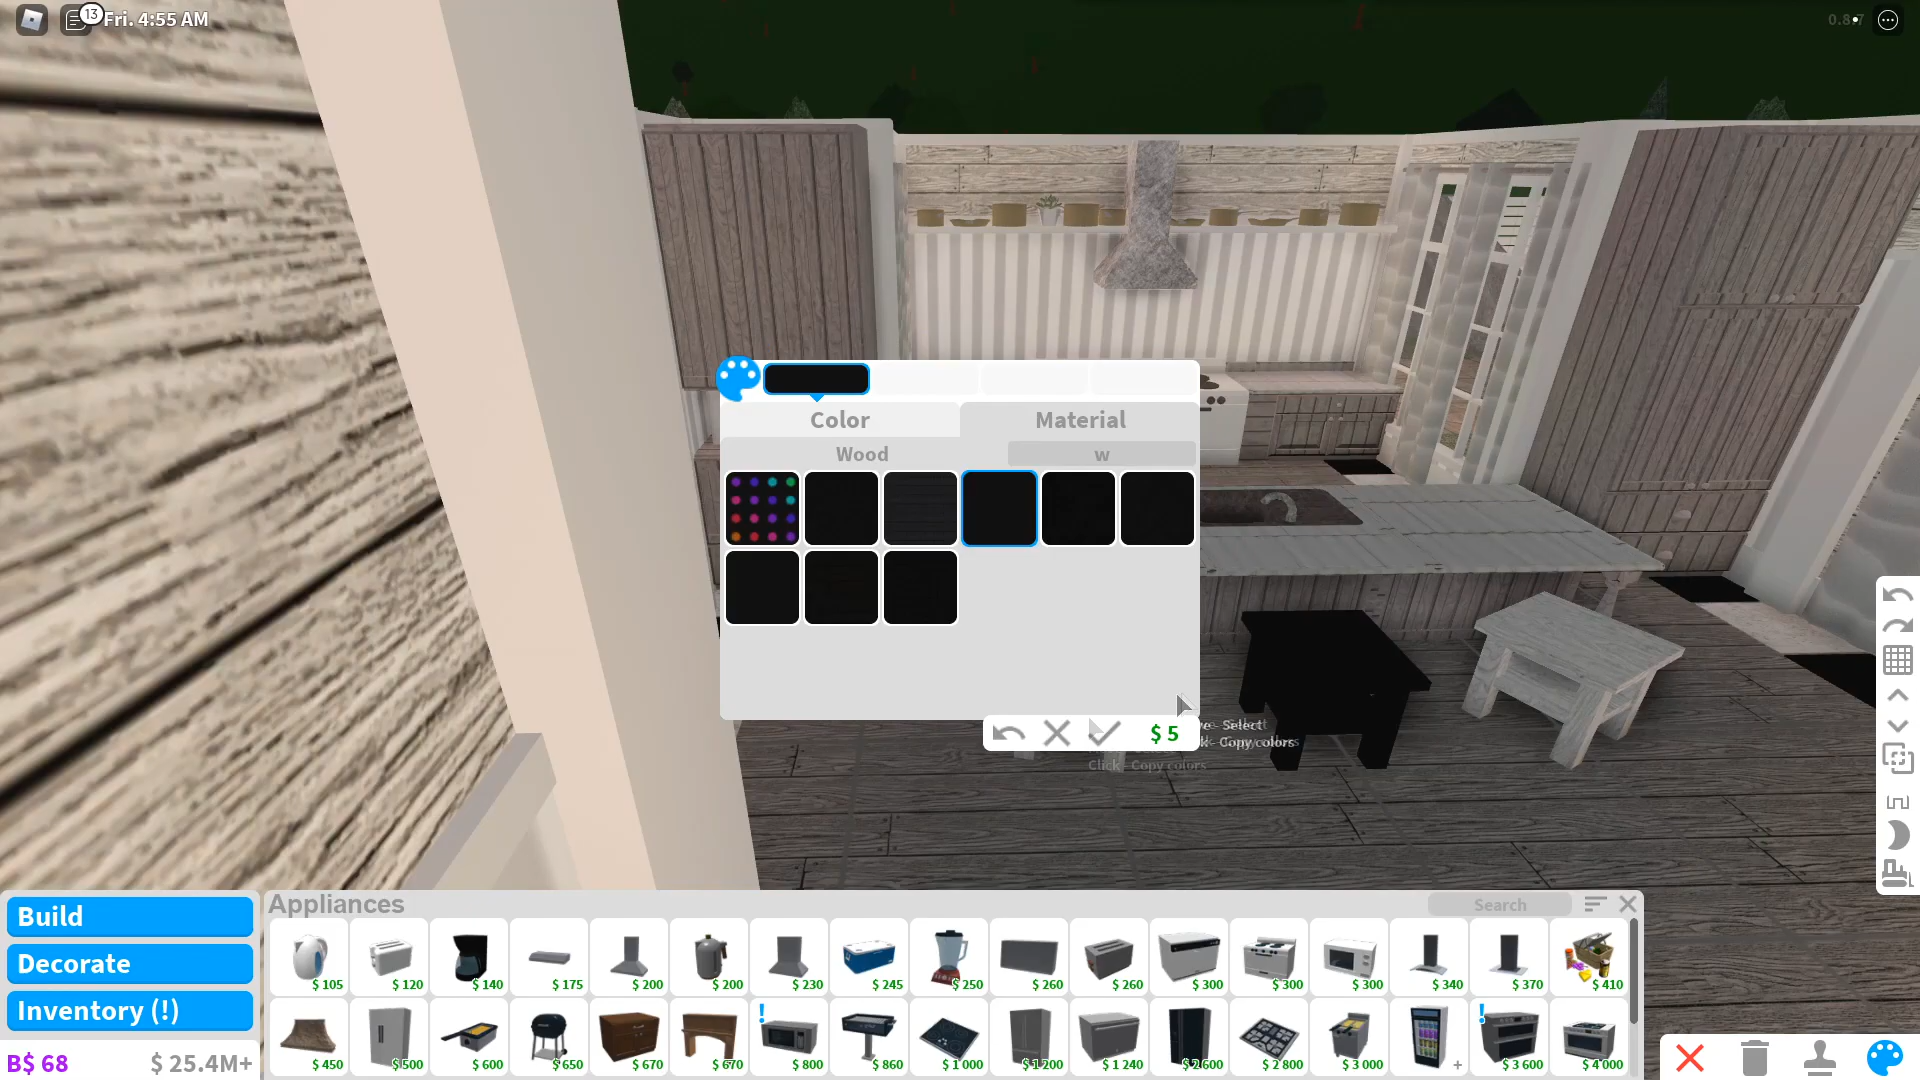 13
Fri. 4:55 AM
Color
Material
Wood
w
$ 5
- Select
- Copy colors
Click - Copy colors
Build
Decorate
Inventory (!)
B$ 68
$ 25.4M+
Appliances
Search
$ 105
$ 120
$ 140
$ 175
$ 200
$ 200
$ 230
$ 245
$ 250
$ 260
$ 260
$ 300
$ 300
$ 300
$ 340
$ 370
$ 410
!
!
$ 450
$ 500
$ 600
$ 650
$ 670
$ 670
$ 800
$ 860
$ 1 000
$ 1 200
$ 1 240
$ 2 600
$ 2 800
$ 3 000
+
$ 3 600
$ 4 000